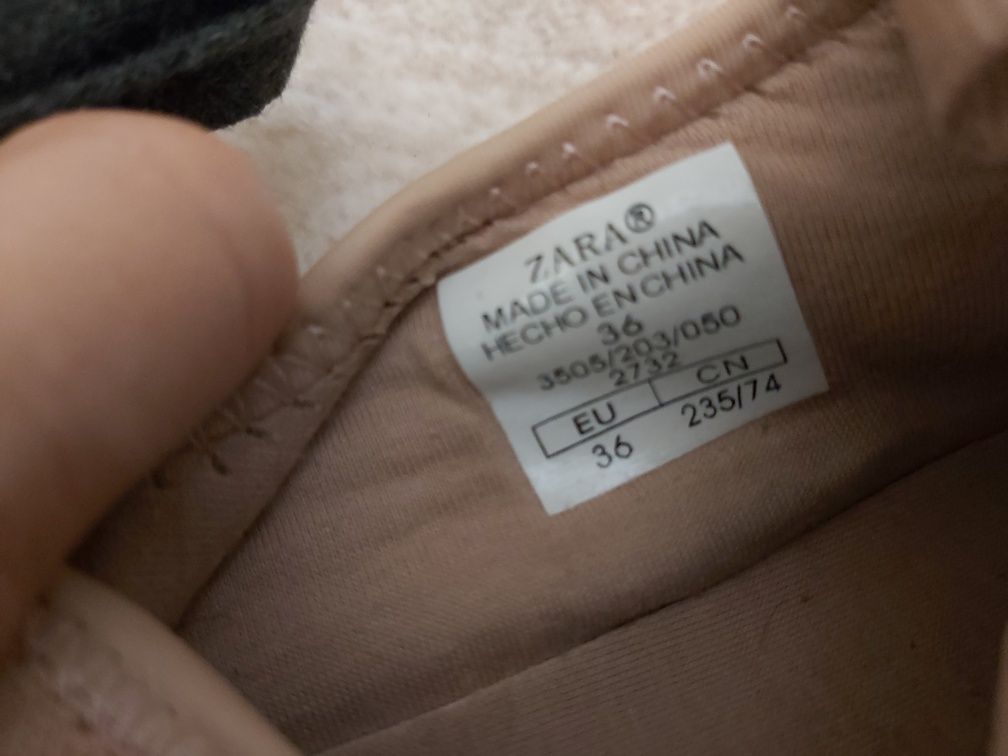 ZARA®
MADE IN CHINA
HECHO EN CHINA
36
3505/203/050
2732
EU CN
36 235/74